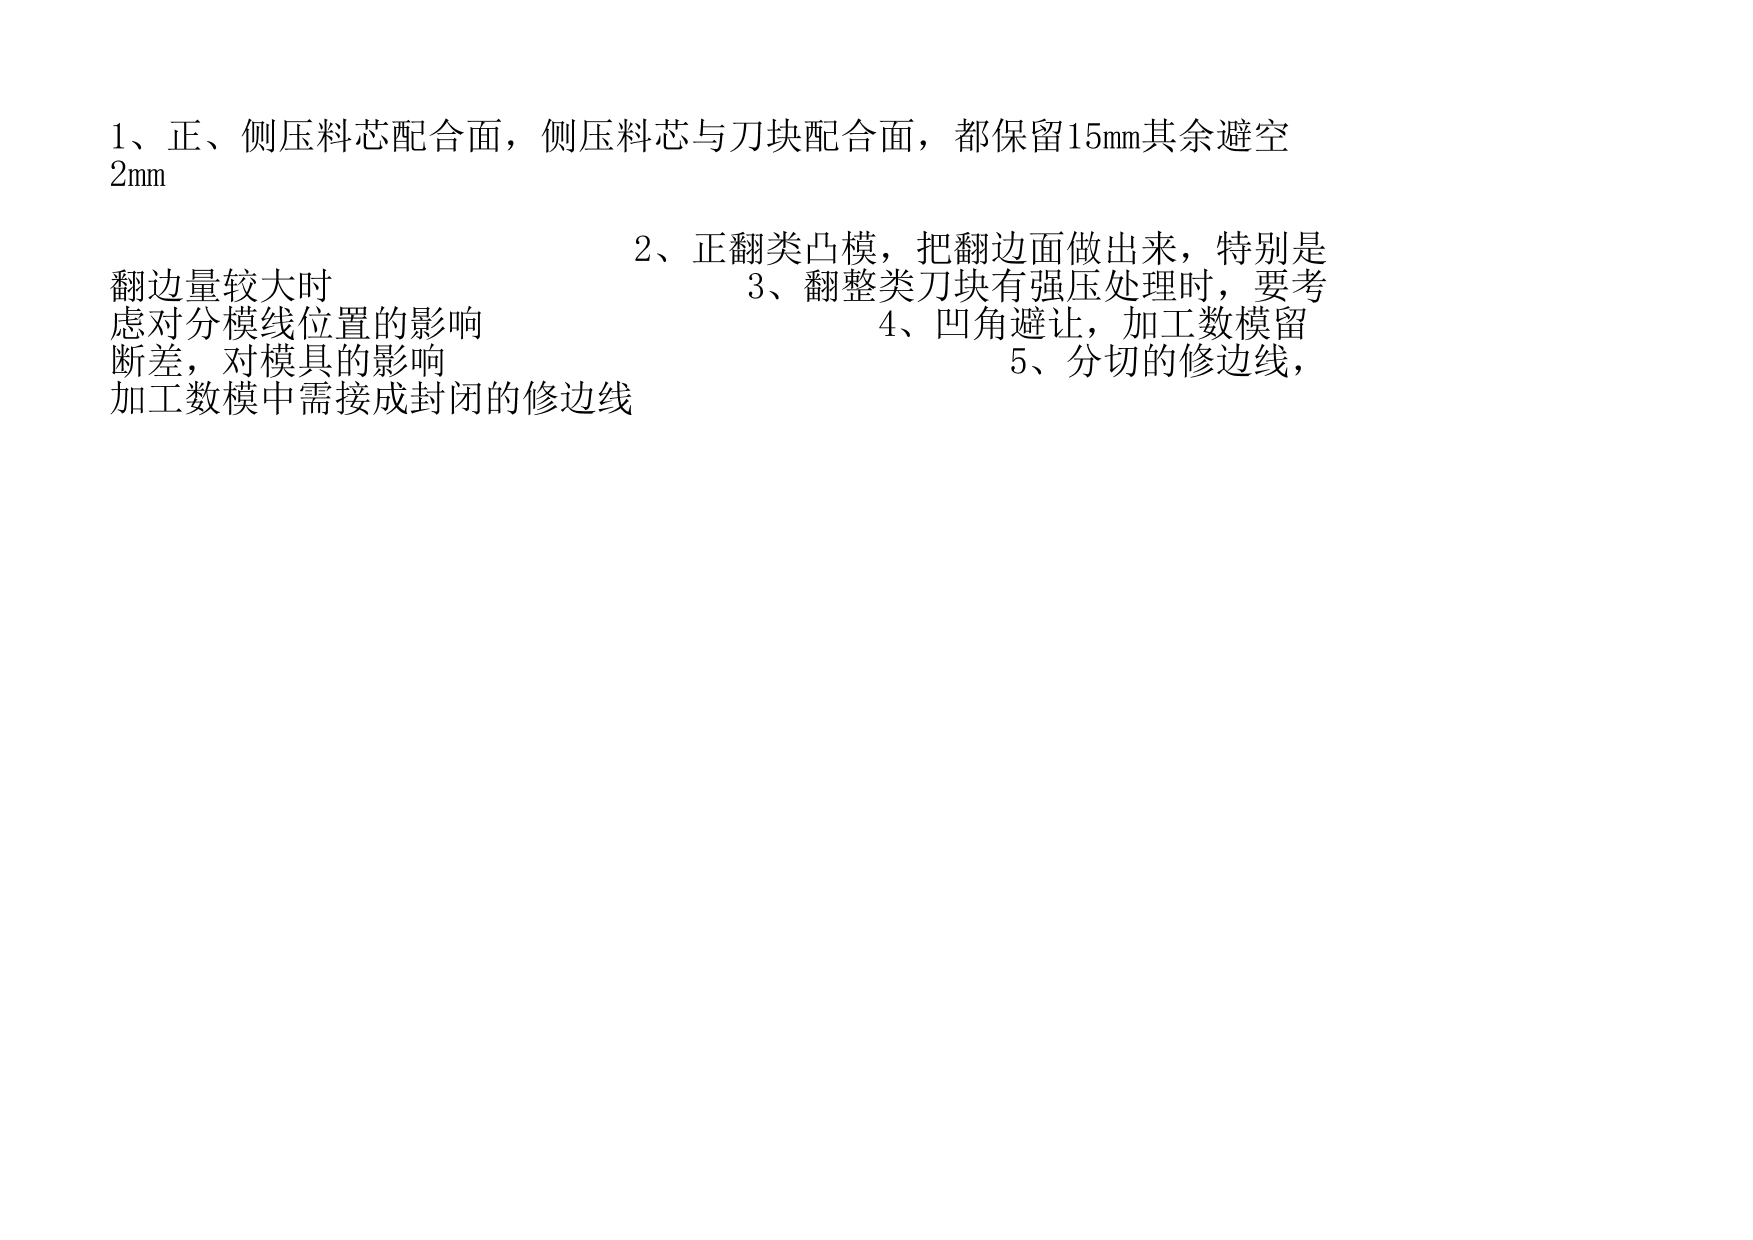 1、正、侧压料芯配合面，侧压料芯与刀块配合面，都保留15mm其余避空
2mm
2、正翻类凸模，把翻边面做出来，特别是
翻边量较大时 3、翻整类刀块有强压处理时，要考
虑对分模线位置的影响 4、凹角避让，加工数模留
断差，对模具的影响 5、分切的修边线，
加工数模中需接成封闭的修边线